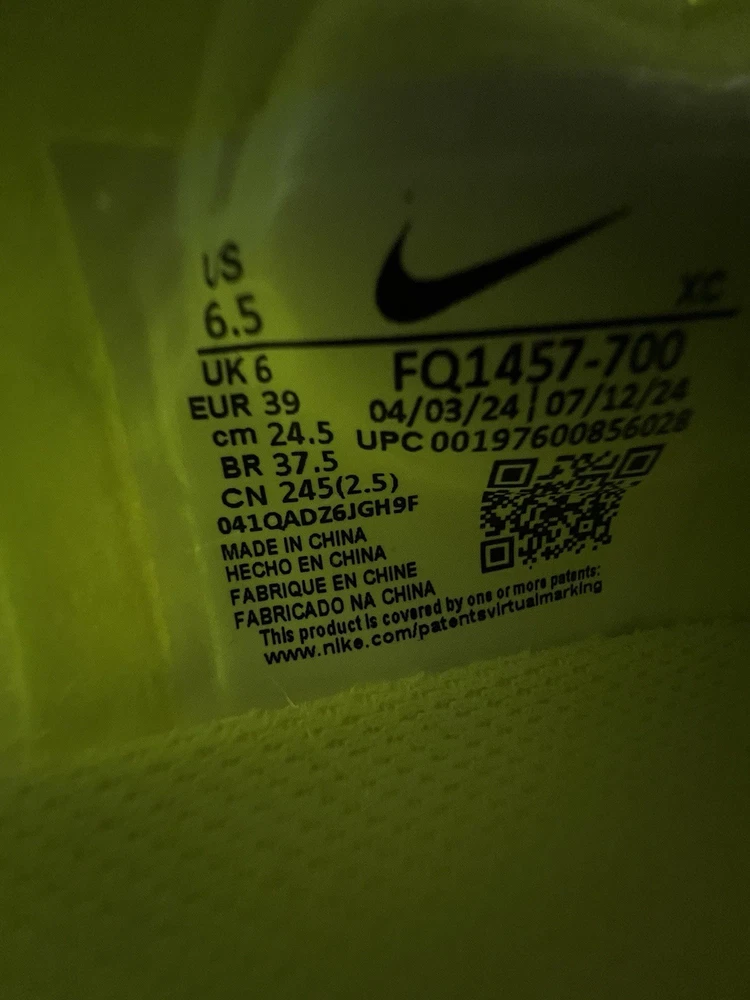 US
6.5
XC
UK 6
FQ1457-700
EUR 39
04/03/24 | 07/12/24
cm 24.5
UPC 00197600856028
BR 37.5
CN 245(2.5)
041QADZ6JGH9F
MADE IN CHINA
HECHO EN CHINA
FABRIQUE EN CHINE
FABRICADO NA CHINA
This product is covered by one or more patents:
www.nike.com/patentsvirtualmarking